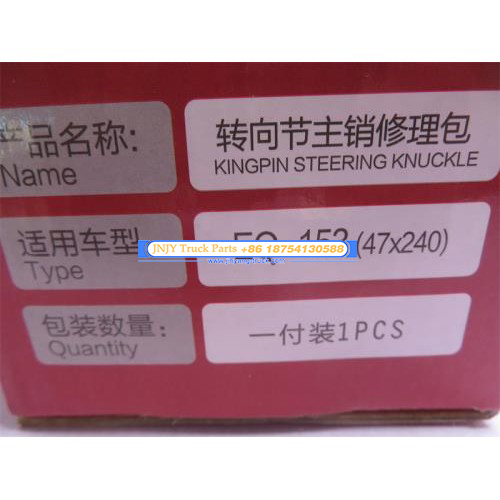 产品名称:
Name
转向节主销修理包
KINGPIN STEERING KNUCKLE
适用车型
Type
153 (47x240)
JNJY Truck Parts +86 18754130588
包装数量:
Quantity
一付装1PCS